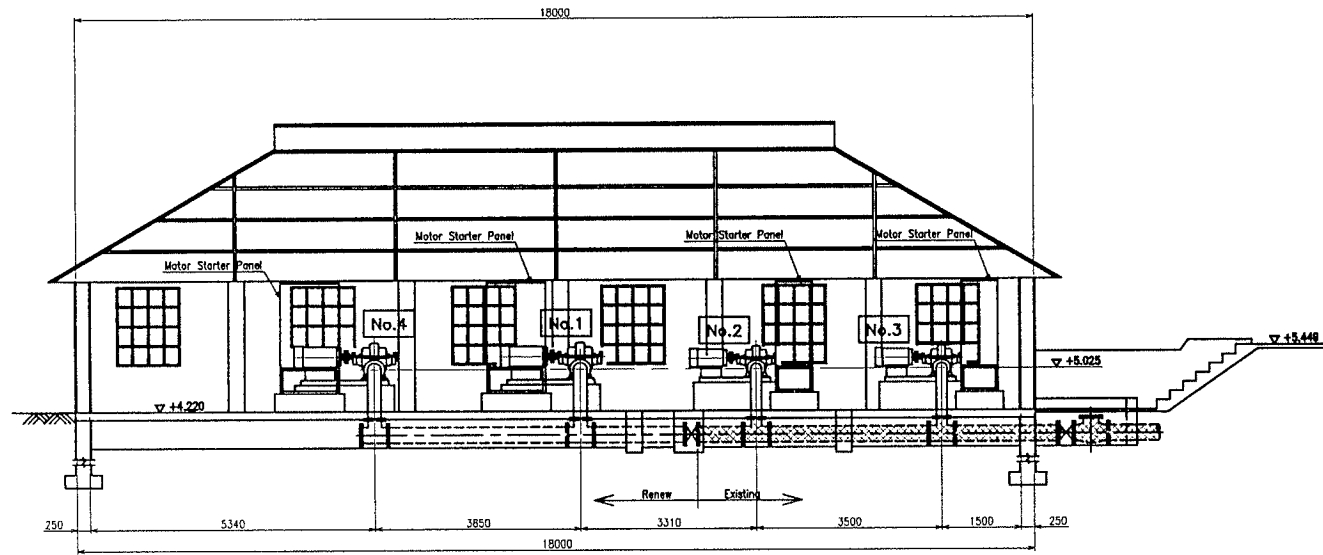 18000
Motor Starter Panel
Motor Starter Panel
Motor Starter Panel
Motor Starter Panel
No.4
No.1
No.2
No.3
+5.449
+5.025
+4.220
Renew
Existing
250
5340
3850
3310
3500
1500
250
18000